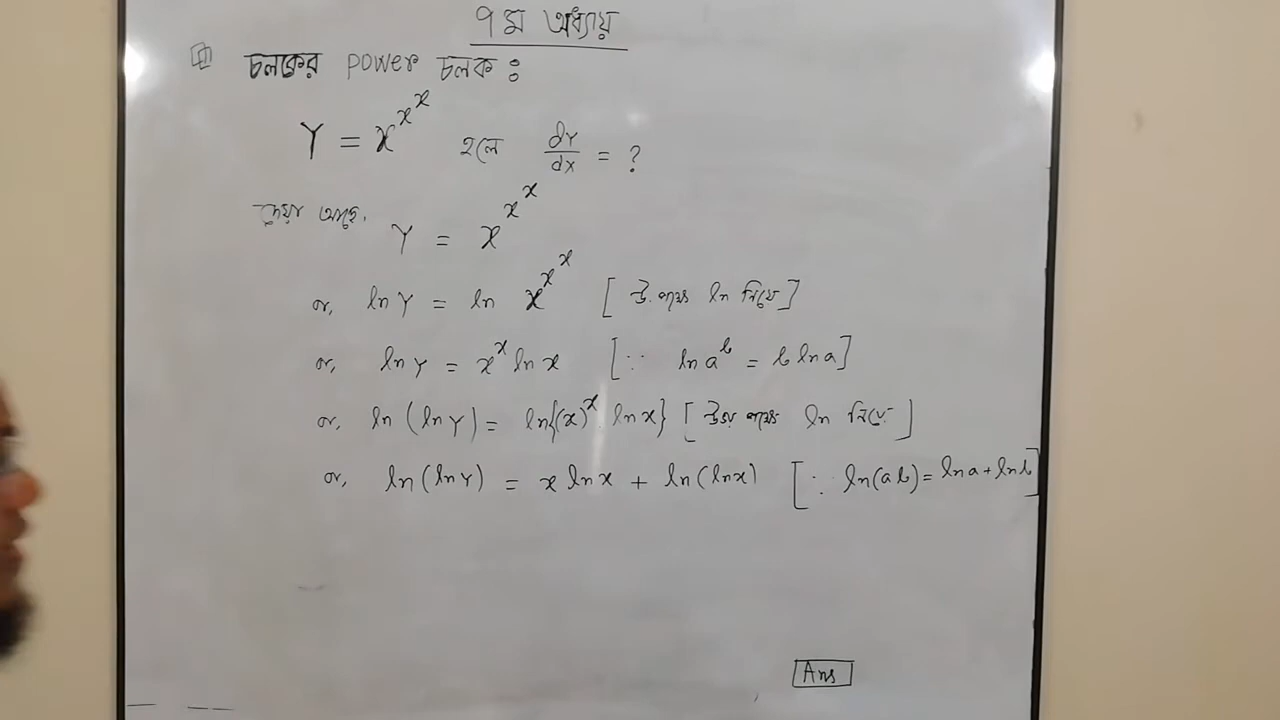 ৭ম অধ্যায়
চলকের power চলক :
Y = x^{x^x} হলে dY/dx = ?
দেয়া আছে, Y = x^{x^x}
or, ln Y = ln x^{x^x} [ উ. পক্ষে ln নিয়ে ]
or, ln Y = x^x ln x [ ∵ ln a^b = b ln a ]
or, ln (ln Y) = ln{(x)^x . ln x} [ উভয় পক্ষে ln নিয়ে ]
or, ln (ln Y) = x ln x + ln (ln x) [ ∵ ln(ab) = ln a + ln b ]
Ans